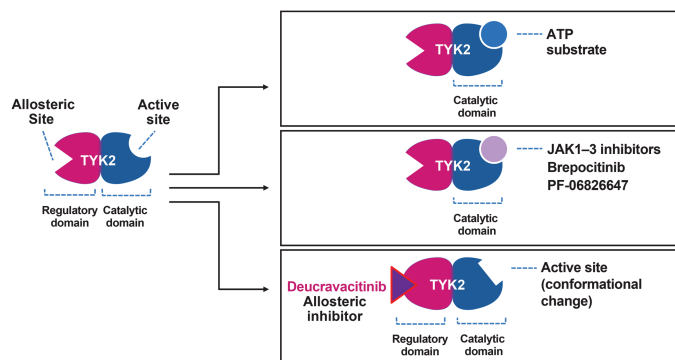 Allosteric
Site
Active
site
TYK2
Regulatory
domain
Catalytic
domain
TYK2
ATP
substrate
Catalytic
domain
TYK2
JAK1–3 inhibitors
Brepocitinib
PF-06826647
Catalytic
domain
Deucravacitinib
Allosteric
inhibitor
TYK2
Active site
(conformational
change)
Regulatory
domain
Catalytic
domain